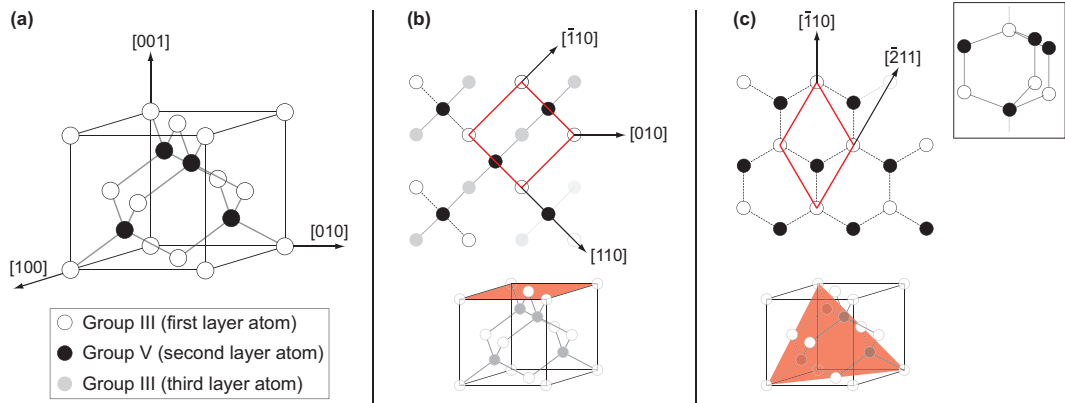 (a)
[001]
[010]
[100]
Group III (first layer atom)
Group V (second layer atom)
Group III (third layer atom)
(b)
[1̄10]
[010]
[110]
(c)
[1̄10]
[2̄11]